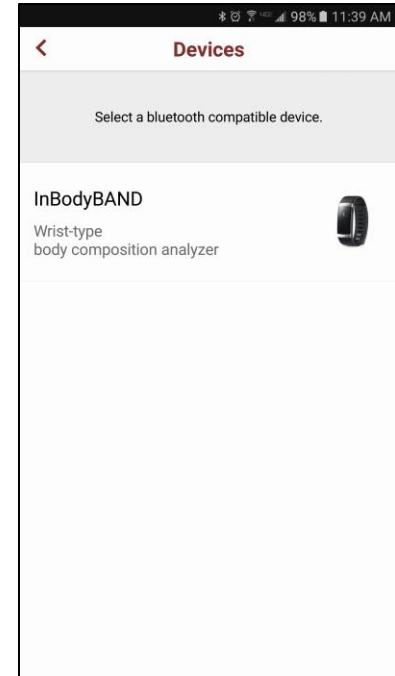 98% 11:39 AM
Devices
Select a bluetooth compatible device.
InBodyBAND
Wrist-type
body composition analyzer